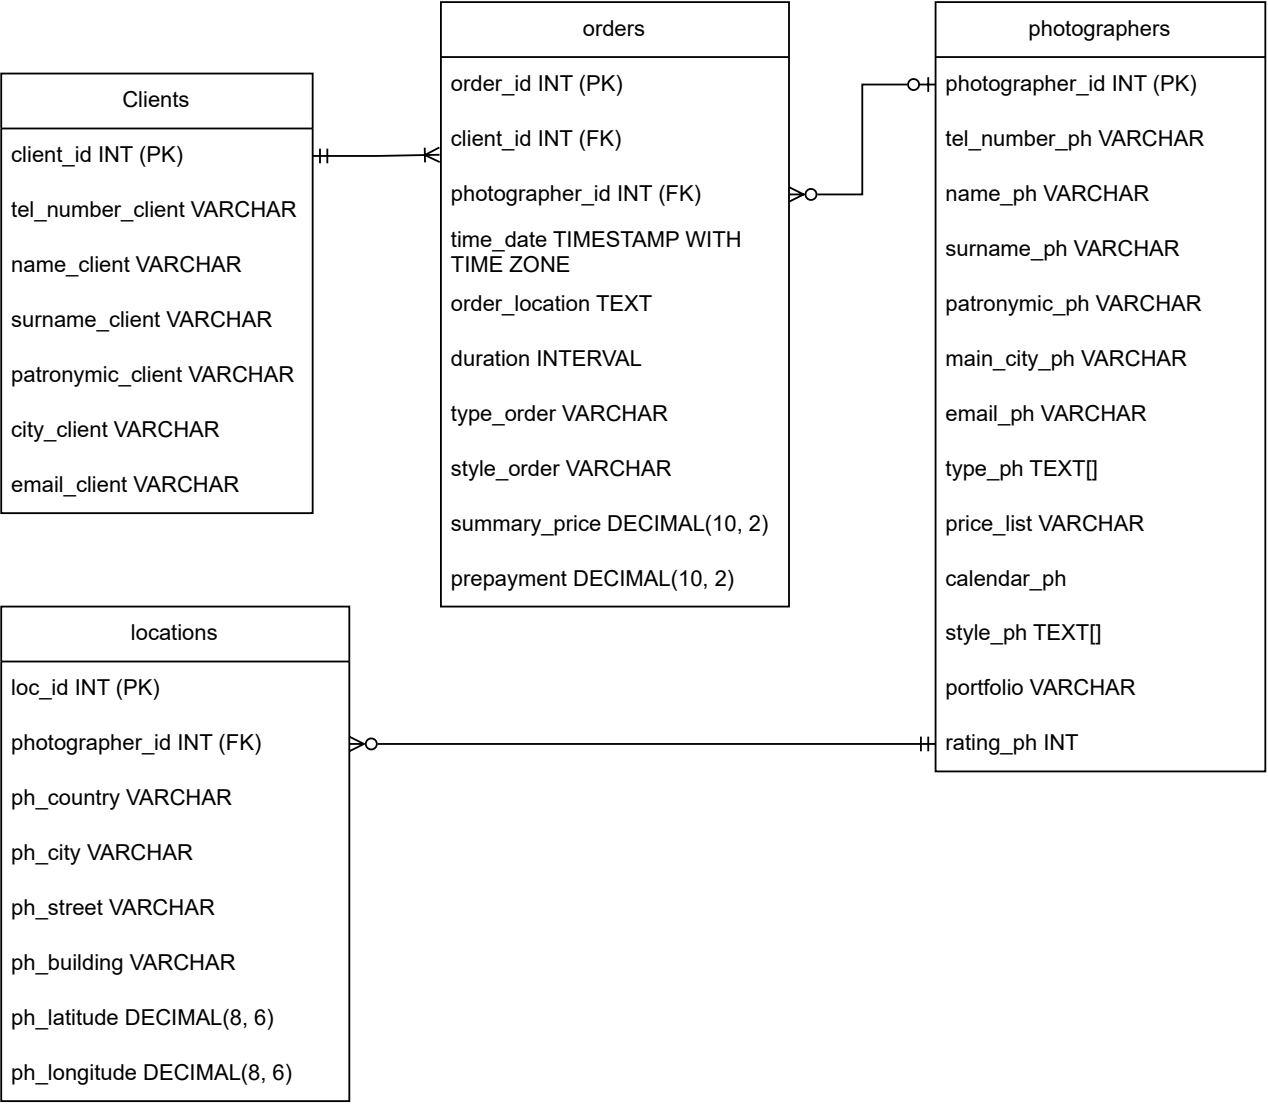 Clients
client_id INT (PK)
tel_number_client VARCHAR
name_client VARCHAR
surname_client VARCHAR
patronymic_client VARCHAR
city_client VARCHAR
email_client VARCHAR
orders
order_id INT (PK)
client_id INT (FK)
photographer_id INT (FK)
time_date TIMESTAMP WITH
TIME ZONE
order_location TEXT
duration INTERVAL
type_order VARCHAR
style_order VARCHAR
summary_price DECIMAL(10, 2)
prepayment DECIMAL(10, 2)
photographers
photographer_id INT (PK)
tel_number_ph VARCHAR
name_ph VARCHAR
surname_ph VARCHAR
patronymic_ph VARCHAR
main_city_ph VARCHAR
email_ph VARCHAR
type_ph TEXT[]
price_list VARCHAR
calendar_ph
style_ph TEXT[]
portfolio VARCHAR
rating_ph INT
locations
loc_id INT (PK)
photographer_id INT (FK)
ph_country VARCHAR
ph_city VARCHAR
ph_street VARCHAR
ph_building VARCHAR
ph_latitude DECIMAL(8, 6)
ph_longitude DECIMAL(8, 6)